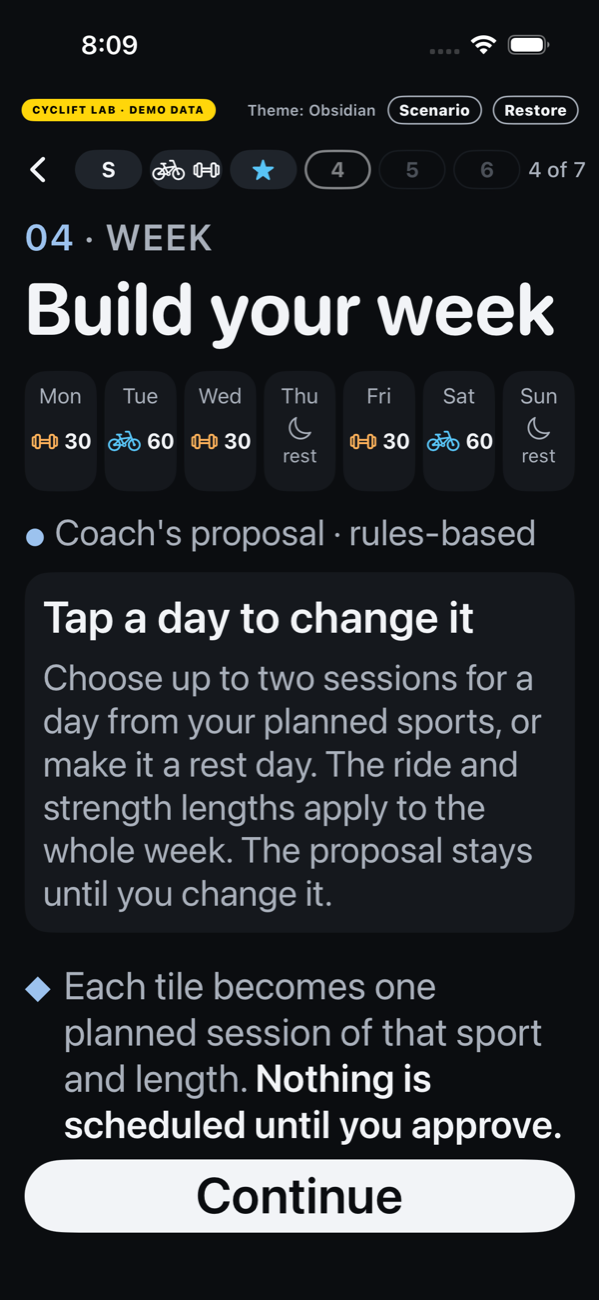 8:09
CYCLIFT LAB · DEMO DATA
Theme: Obsidian
Scenario
Restore
S
4
5
6
4 of 7
04 · WEEK
Build your week
Mon
Tue
Wed
Thu
Fri
Sat
Sun
30
60
30
rest
30
60
rest
Coach's proposal · rules-based
Tap a day to change it
Choose up to two sessions for a
day from your planned sports, or
make it a rest day. The ride and
strength lengths apply to the
whole week. The proposal stays
until you change it.
Each tile becomes one
planned session of that sport
and length. Nothing is
scheduled until you approve.
Continue